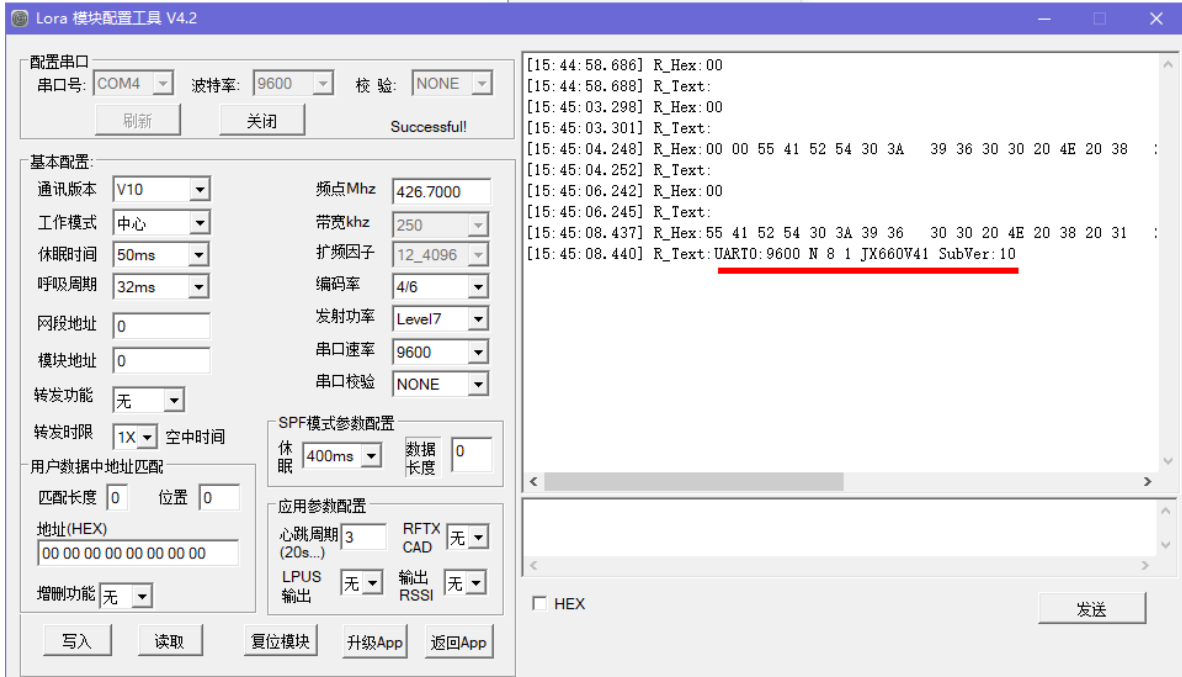 Lora 模块配置工具 V4.2
配置串口
串口号: COM4 波特率: 9600 校 验: NONE
刷新 关闭 Successful!
基本配置:
通讯版本 V10 频点Mhz 426.7000
工作模式 中心 带宽khz 250
休眠时间 50ms 扩频因子 12_4096
呼吸周期 32ms 编码率 4/6
网段地址 0 发射功率 Level7
模块地址 0 串口速率 9600
转发功能 无 串口校验 NONE
转发时限 1X 空中时间
SPF模式参数配置
休眠 400ms 数据长度 0
用户数据中地址匹配
匹配长度 0 位置 0
地址(HEX)
00 00 00 00 00 00 00 00
增删功能 无
应用参数配置
心跳周期(20s...) 3 RFTX CAD 无
LPUS输出 无 输出RSSI 无
写入 读取 复位模块 升级App 返回App
[15:44:58.686] R_Hex:00
[15:44:58.688] R_Text:
[15:45:03.298] R_Hex:00
[15:45:03.301] R_Text:
[15:45:04.248] R_Hex:00 00 55 41 52 54 30 3A 39 36 30 30 20 4E 20 38
[15:45:04.252] R_Text:
[15:45:06.242] R_Hex:00
[15:45:06.245] R_Text:
[15:45:08.437] R_Hex:55 41 52 54 30 3A 39 36 30 30 20 4E 20 38 20 31
[15:45:08.440] R_Text:UART0:9600 N 8 1 JX660V41 SubVer:10
HEX 发送